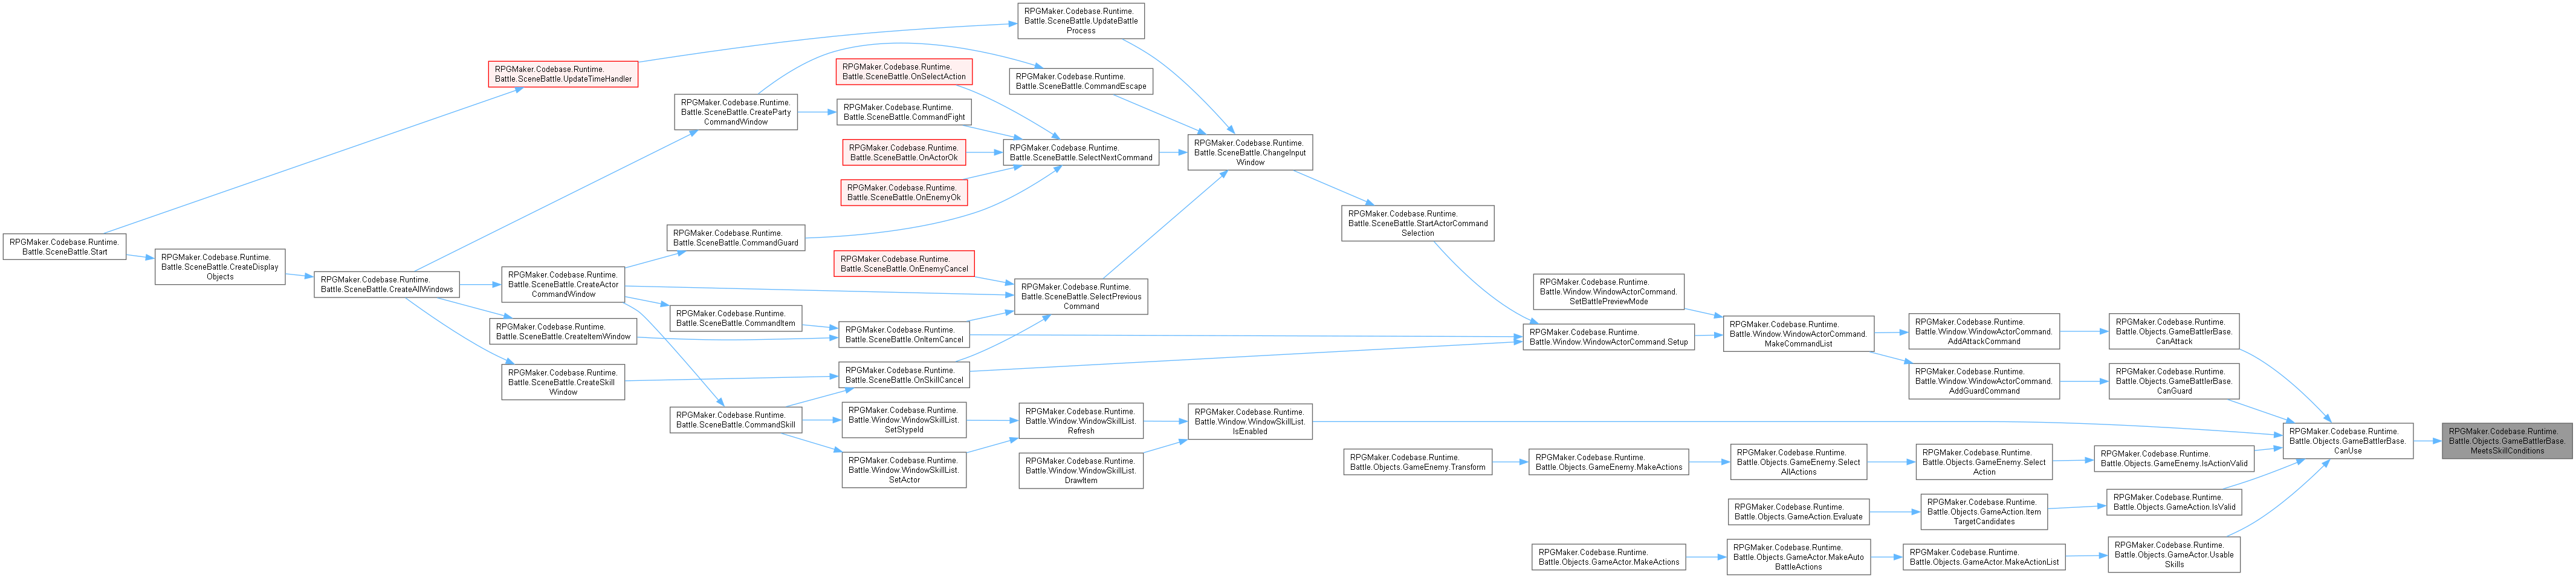 RPGMaker.Codebase.Runtime.
Battle.SceneBattle.UpdateBattle
Process
RPGMaker.Codebase.Runtime.
Battle.SceneBattle.UpdateTimeHandler
RPGMaker.Codebase.Runtime.
Battle.SceneBattle.OnSelectAction
RPGMaker.Codebase.Runtime.
Battle.SceneBattle.CommandEscape
RPGMaker.Codebase.Runtime.
Battle.SceneBattle.CreateParty
CommandWindow
RPGMaker.Codebase.Runtime.
Battle.SceneBattle.CommandFight
RPGMaker.Codebase.Runtime.
Battle.SceneBattle.OnActorOk
RPGMaker.Codebase.Runtime.
Battle.SceneBattle.SelectNextCommand
RPGMaker.Codebase.Runtime.
Battle.SceneBattle.ChangeInput
Window
RPGMaker.Codebase.Runtime.
Battle.SceneBattle.OnEnemyOk
RPGMaker.Codebase.Runtime.
Battle.SceneBattle.StartActorCommand
Selection
RPGMaker.Codebase.Runtime.
Battle.SceneBattle.Start
RPGMaker.Codebase.Runtime.
Battle.SceneBattle.CreateDisplay
Objects
RPGMaker.Codebase.Runtime.
Battle.SceneBattle.CommandGuard
RPGMaker.Codebase.Runtime.
Battle.SceneBattle.OnEnemyCancel
RPGMaker.Codebase.Runtime.
Battle.SceneBattle.CreateAllWindows
RPGMaker.Codebase.Runtime.
Battle.SceneBattle.CreateActor
CommandWindow
RPGMaker.Codebase.Runtime.
Battle.SceneBattle.SelectPrevious
Command
RPGMaker.Codebase.Runtime.
Battle.Window.WindowActorCommand.
SetBattlePreviewMode
RPGMaker.Codebase.Runtime.
Battle.SceneBattle.CommandItem
RPGMaker.Codebase.Runtime.
Battle.SceneBattle.CreateItemWindow
RPGMaker.Codebase.Runtime.
Battle.SceneBattle.OnItemCancel
RPGMaker.Codebase.Runtime.
Battle.Window.WindowActorCommand.Setup
RPGMaker.Codebase.Runtime.
Battle.Window.WindowActorCommand.
MakeCommandList
RPGMaker.Codebase.Runtime.
Battle.Window.WindowActorCommand.
AddAttackCommand
RPGMaker.Codebase.Runtime.
Battle.Objects.GameBattlerBase.
CanAttack
RPGMaker.Codebase.Runtime.
Battle.SceneBattle.CreateSkill
Window
RPGMaker.Codebase.Runtime.
Battle.SceneBattle.OnSkillCancel
RPGMaker.Codebase.Runtime.
Battle.Window.WindowActorCommand.
AddGuardCommand
RPGMaker.Codebase.Runtime.
Battle.Objects.GameBattlerBase.
CanGuard
RPGMaker.Codebase.Runtime.
Battle.SceneBattle.CommandSkill
RPGMaker.Codebase.Runtime.
Battle.Window.WindowSkillList.
SetStypeId
RPGMaker.Codebase.Runtime.
Battle.Window.WindowSkillList.
Refresh
RPGMaker.Codebase.Runtime.
Battle.Window.WindowSkillList.
IsEnabled
RPGMaker.Codebase.Runtime.
Battle.Objects.GameBattlerBase.
CanUse
RPGMaker.Codebase.Runtime.
Battle.Objects.GameBattlerBase.
MeetsSkillConditions
RPGMaker.Codebase.Runtime.
Battle.Window.WindowSkillList.
SetActor
RPGMaker.Codebase.Runtime.
Battle.Window.WindowSkillList.
DrawItem
RPGMaker.Codebase.Runtime.
Battle.Objects.GameEnemy.Transform
RPGMaker.Codebase.Runtime.
Battle.Objects.GameEnemy.MakeActions
RPGMaker.Codebase.Runtime.
Battle.Objects.GameEnemy.Select
AllActions
RPGMaker.Codebase.Runtime.
Battle.Objects.GameEnemy.Select
Action
RPGMaker.Codebase.Runtime.
Battle.Objects.GameEnemy.IsActionValid
RPGMaker.Codebase.Runtime.
Battle.Objects.GameAction.Evaluate
RPGMaker.Codebase.Runtime.
Battle.Objects.GameAction.Item
TargetCandidates
RPGMaker.Codebase.Runtime.
Battle.Objects.GameAction.IsValid
RPGMaker.Codebase.Runtime.
Battle.Objects.GameActor.MakeActions
RPGMaker.Codebase.Runtime.
Battle.Objects.GameActor.MakeAuto
BattleActions
RPGMaker.Codebase.Runtime.
Battle.Objects.GameActor.MakeActionList
RPGMaker.Codebase.Runtime.
Battle.Objects.GameActor.Usable
Skills